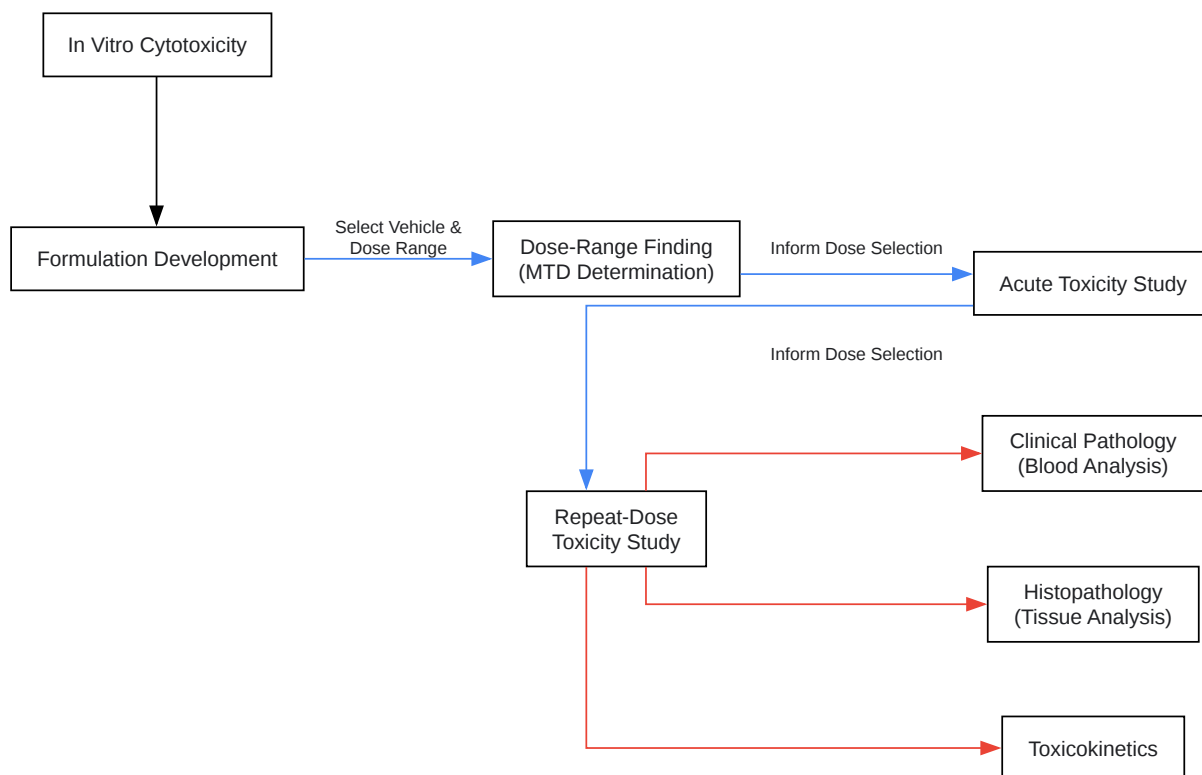 In Vitro Cytotoxicity
Formulation Development
Select Vehicle &
Dose Range
Dose-Range Finding
(MTD Determination)
Inform Dose Selection
Acute Toxicity Study
Inform Dose Selection
Clinical Pathology
(Blood Analysis)
Repeat-Dose
Toxicity Study
Histopathology
(Tissue Analysis)
Toxicokinetics